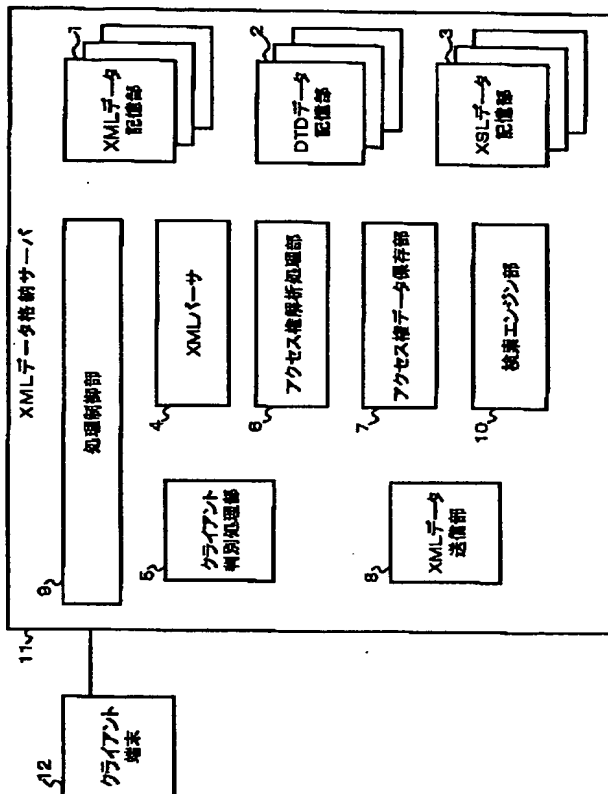 XMLデータ格納サーバ
11
12
クライアント
端末
9
処理制御部
5
クライアント
判別処理部
8
XMLデータ
送信部
4
XMLパーサ
6
アクセス権解析処理部
7
アクセス権データ保存部
10
検索エンジン部
1
XMLデータ
記憶部
2
DTDデータ
記憶部
3
XSLデータ
記憶部